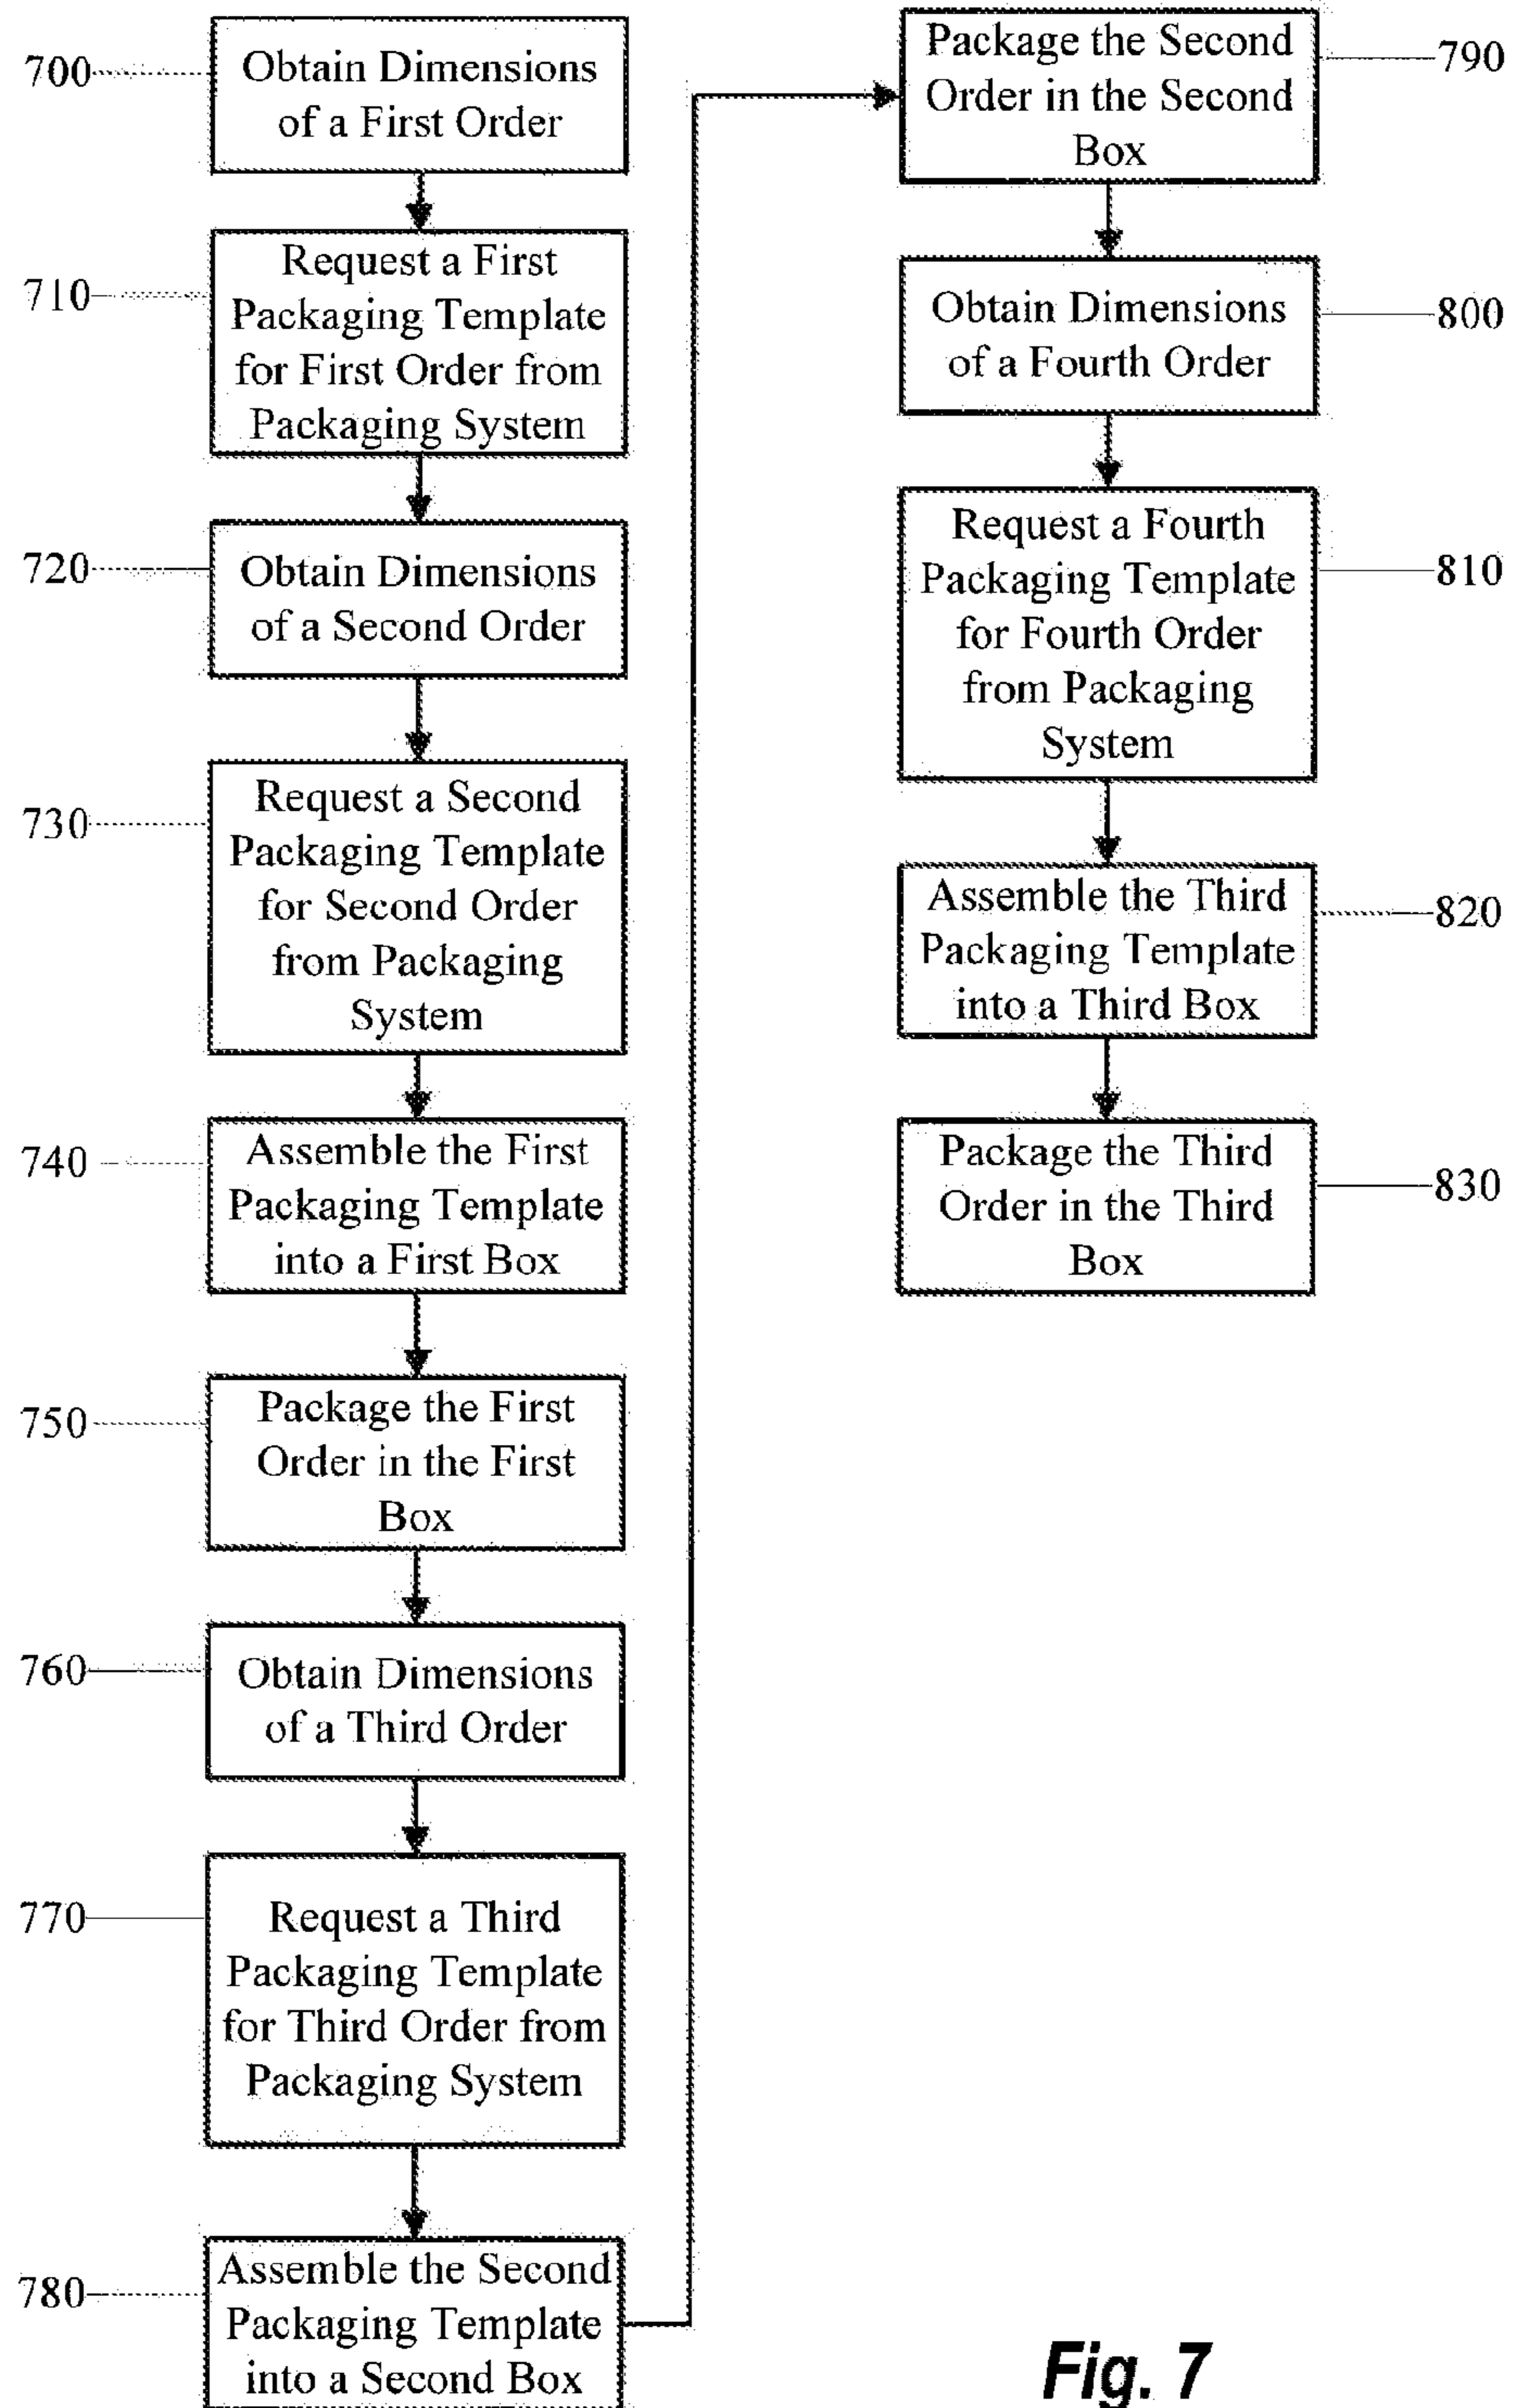 700
Obtain Dimensions
of a First Order
710
Request a First
Packaging Template
for First Order from
Packaging System
720
Obtain Dimensions
of a Second Order
730
Request a Second
Packaging Template
for Second Order
from Packaging
System
740
Assemble the First
Packaging Template
into a First Box
750
Package the First
Order in the First
Box
760
Obtain Dimensions
of a Third Order
770
Request a Third
Packaging Template
for Third Order from
Packaging System
780
Assemble the Second
Packaging Template
into a Second Box
Package the Second
Order in the Second
Box
790
Obtain Dimensions
of a Fourth Order
800
Request a Fourth
Packaging Template
for Fourth Order
from Packaging
System
810
Assemble the Third
Packaging Template
into a Third Box
820
Package the Third
Order in the Third
Box
830
Fig. 7